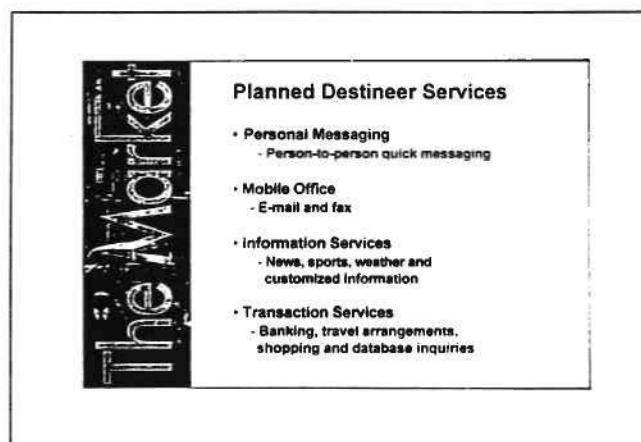 The Market
Planned Destineer Services
• Personal Messaging
- Person-to-person quick messaging
• Mobile Office
- E-mail and fax
• Information Services
- News, sports, weather and
customized information
• Transaction Services
- Banking, travel arrangements,
shopping and database inquiries